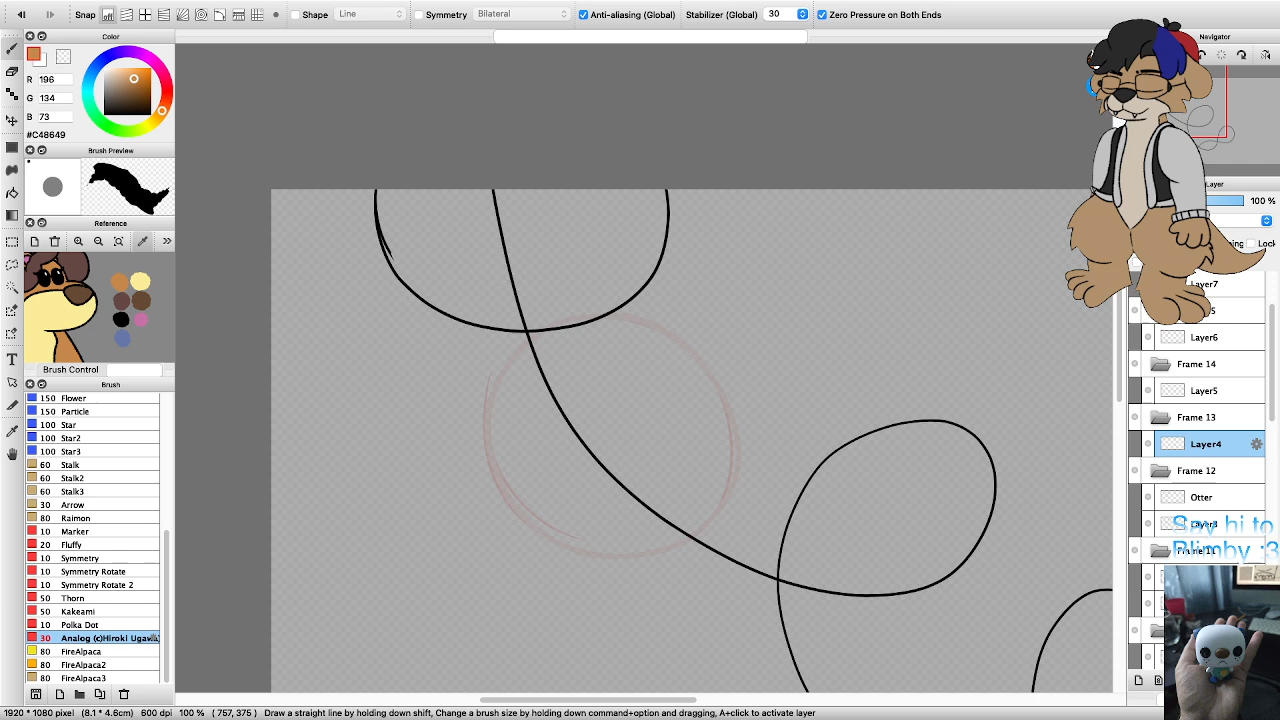 Snap
Shape
Line
Symmetry
Bilateral
Anti-aliasing (Global)
Stabilizer (Global)
30
Zero Pressure on Both Ends
Color
R 196
G 134
B 73
#C48649
Brush Preview
Reference
Brush Control
Brush
150 Flower
150 Particle
100 Star
100 Star2
100 Star3
60 Stalk
60 Stalk2
60 Stalk3
30 Arrow
80 Raimon
10 Marker
20 Fluffy
10 Symmetry
10 Symmetry Rotate
10 Symmetry Rotate 2
50 Thorn
50 Kakeami
10 Polka Dot
30 Analog (c)Hiroki Ugawa
80 FireAlpaca
80 FireAlpaca2
80 FireAlpaca3
Navigator
Layer
100 %
Lock
Layer7
Layer6
Frame 14
Layer5
Frame 13
Layer4
Frame 12
Otter
Layer3
Say hi to
Blimby :3
1920 * 1080 pixel (8.1 * 4.6cm) 600 dpi 100 % ( 757, 375 ) Draw a straight line by holding down shift, Change a brush size by holding down command+option and dragging, A+click to activate layer